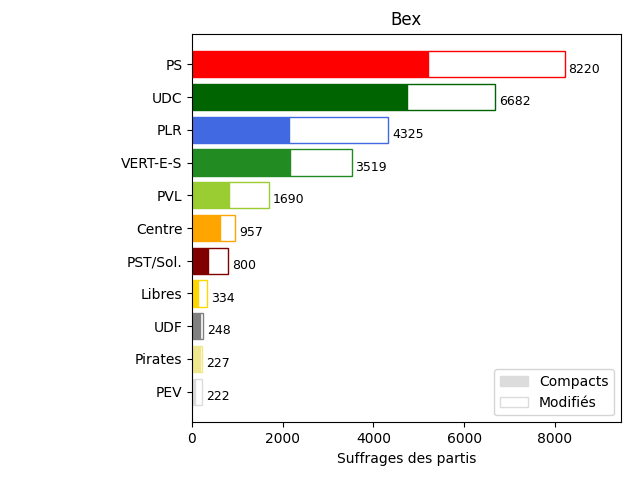 Bex
PS 8220
UDC 6682
PLR 4325
VERT-E-S 3519
PVL 1690
Centre 957
PST/Sol. 800
Libres 334
UDF 248
Pirates 227
PEV 222
Compacts
Modifiés
0 2000 4000 6000 8000
Suffrages des partis